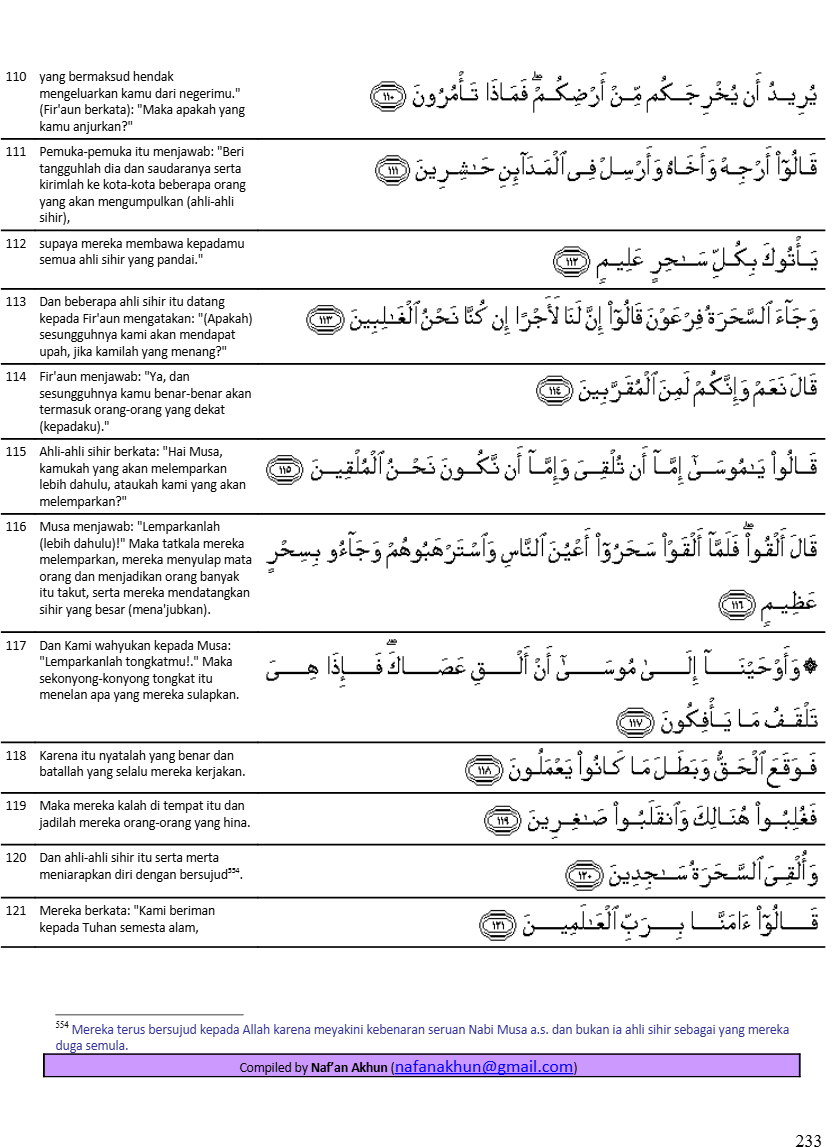 110 yang bermaksud hendak
mengeluarkan kamu dari negerimu."
(Fir'aun berkata): "Maka apakah yang
kamu anjurkan?"
يُرِيدُ أَن يُخْرِجَكُم مِّنْ أَرْضِكُمْ ۖ فَمَاذَا تَأْمُرُونَ ۝١١٠
111 Pemuka-pemuka itu menjawab: "Beri
tangguhlah dia dan saudaranya serta
kirimlah ke kota-kota beberapa orang
yang akan mengumpulkan (ahli-ahli
sihir),
قَالُوٓا۟ أَرْجِهْ وَأَخَاهُ وَأَرْسِلْ فِى ٱلْمَدَآئِنِ حَـٰشِرِينَ ۝١١١
112 supaya mereka membawa kepadamu
semua ahli sihir yang pandai."
يَأْتُوكَ بِكُلِّ سَـٰحِرٍ عَلِيمٍ ۝١١٢
113 Dan beberapa ahli sihir itu datang
kepada Fir'aun mengatakan: "(Apakah)
sesungguhnya kami akan mendapat
upah, jika kamilah yang menang?"
وَجَآءَ ٱلسَّحَرَةُ فِرْعَوْنَ قَالُوٓا۟ إِنَّ لَنَا لَأَجْرًا إِن كُنَّا نَحْنُ ٱلْغَـٰلِبِينَ ۝١١٣
114 Fir'aun menjawab: "Ya, dan
sesungguhnya kamu benar-benar akan
termasuk orang-orang yang dekat
(kepadaku)."
قَالَ نَعَمْ وَإِنَّكُمْ لَمِنَ ٱلْمُقَرَّبِينَ ۝١١٤
115 Ahli-ahli sihir berkata: "Hai Musa,
kamukah yang akan melemparkan
lebih dahulu, ataukah kami yang akan
melemparkan?"
قَالُوا۟ يَـٰمُوسَىٰٓ إِمَّآ أَن تُلْقِىَ وَإِمَّآ أَن نَّكُونَ نَحْنُ ٱلْمُلْقِينَ ۝١١٥
116 Musa menjawab: "Lemparkanlah
(lebih dahulu)!" Maka tatkala mereka
melemparkan, mereka menyulap mata
orang dan menjadikan orang banyak
itu takut, serta mereka mendatangkan
sihir yang besar (mena'jubkan).
قَالَ أَلْقُوا۟ ۖ فَلَمَّآ أَلْقَوْا۟ سَحَرُوٓا۟ أَعْيُنَ ٱلنَّاسِ وَٱسْتَرْهَبُوهُمْ وَجَآءُو بِسِحْرٍ
عَظِيمٍ ۝١١٦
117 Dan Kami wahyukan kepada Musa:
"Lemparkanlah tongkatmu!." Maka
sekonyong-konyong tongkat itu
menelan apa yang mereka sulapkan.
۞ وَأَوْحَيْنَآ إِلَىٰ مُوسَىٰٓ أَنْ أَلْقِ عَصَاكَ ۖ فَإِذَا هِىَ
تَلْقَفُ مَا يَأْفِكُونَ ۝١١٧
118 Karena itu nyatalah yang benar dan
batallah yang selalu mereka kerjakan.
فَوَقَعَ ٱلْحَقُّ وَبَطَلَ مَا كَانُوا۟ يَعْمَلُونَ ۝١١٨
119 Maka mereka kalah di tempat itu dan
jadilah mereka orang-orang yang hina.
فَغُلِبُوا۟ هُنَالِكَ وَٱنقَلَبُوا۟ صَـٰغِرِينَ ۝١١٩
120 Dan ahli-ahli sihir itu serta merta
meniarapkan diri dengan bersujud⁵⁵⁴.
وَأُلْقِىَ ٱلسَّحَرَةُ سَـٰجِدِينَ ۝١٢٠
121 Mereka berkata: "Kami beriman
kepada Tuhan semesta alam,
قَالُوٓا۟ ءَامَنَّا بِرَبِّ ٱلْعَـٰلَمِينَ ۝١٢١
⁵⁵⁴ Mereka terus bersujud kepada Allah karena meyakini kebenaran seruan Nabi Musa a.s. dan bukan ia ahli sihir sebagai yang mereka
duga semula.
Compiled by Naf'an Akhun (nafanakhun@gmail.com)
233